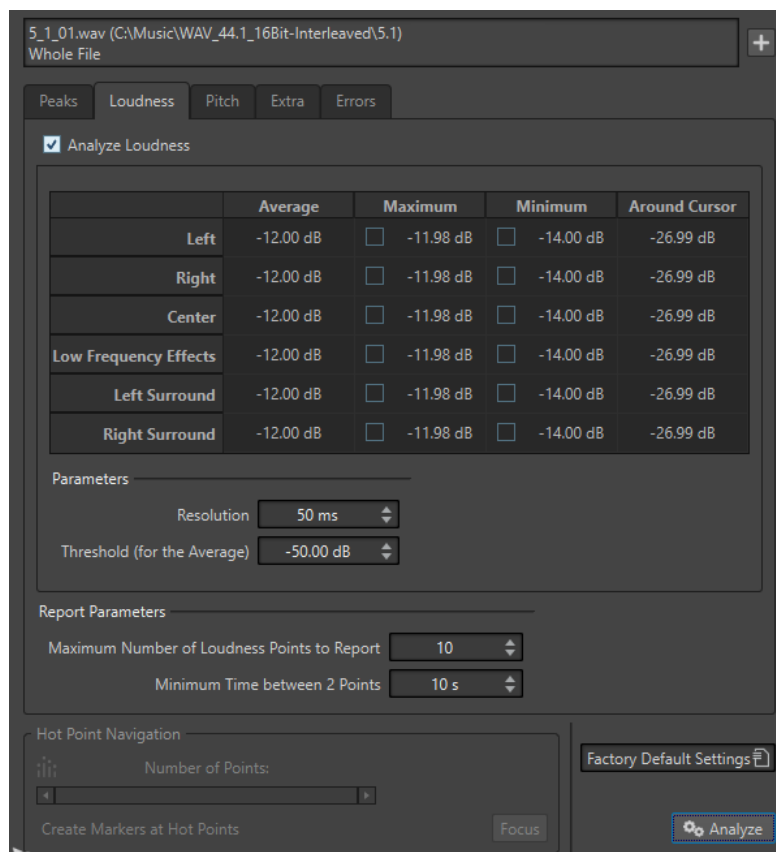 5_1_01.wav (C:\Music\WAV_44.1_16Bit-Interleaved\5.1)
Whole File
+
Peaks Loudness Pitch Extra Errors
Analyze Loudness
Average Maximum Minimum Around Cursor
Left -12.00 dB -11.98 dB -14.00 dB -26.99 dB
Right -12.00 dB -11.98 dB -14.00 dB -26.99 dB
Center -12.00 dB -11.98 dB -14.00 dB -26.99 dB
Low Frequency Effects -12.00 dB -11.98 dB -14.00 dB -26.99 dB
Left Surround -12.00 dB -11.98 dB -14.00 dB -26.99 dB
Right Surround -12.00 dB -11.98 dB -14.00 dB -26.99 dB
Parameters
Resolution 50 ms
Threshold (for the Average) -50.00 dB
Report Parameters
Maximum Number of Loudness Points to Report 10
Minimum Time between 2 Points 10 s
Hot Point Navigation
Number of Points:
Factory Default Settings
Create Markers at Hot Points Focus
Analyze